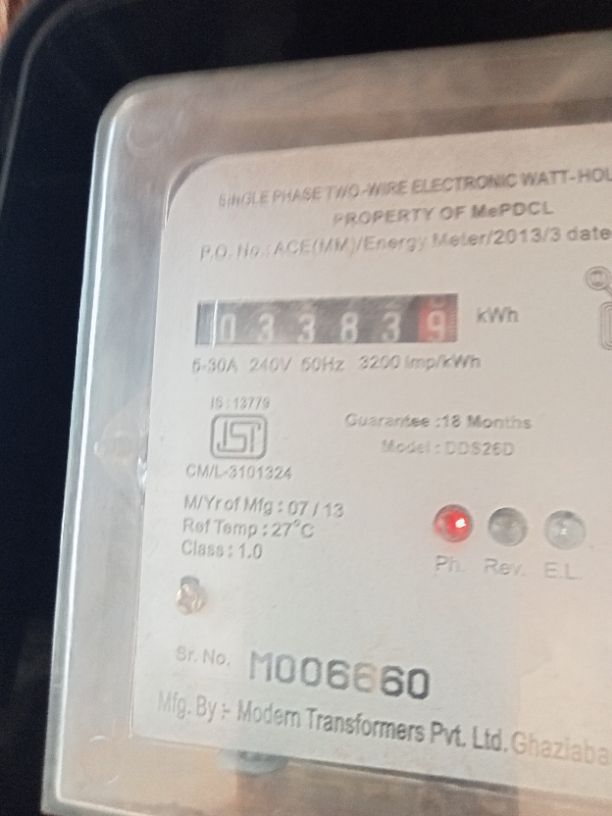 SINGLE PHASE TWO-WIRE ELECTRONIC WATT-HOU
PROPERTY OF MePDCL
P.O. No.: ACE(MM)/Energy Meter/2013/3 date
033839 kWh
5-30A 240V 50Hz 3200 Imp/kWh
IS : 13779
ISI
CM/L-3101324
Guarantee :18 Months
Model : DDS26D
M/Yr of Mfg : 07 / 13
Ref Temp : 27°C
Class : 1.0
Ph. Rev. E.L.
Sr. No. M006660
Mfg. By :- Modern Transformers Pvt. Ltd. Ghaziaba